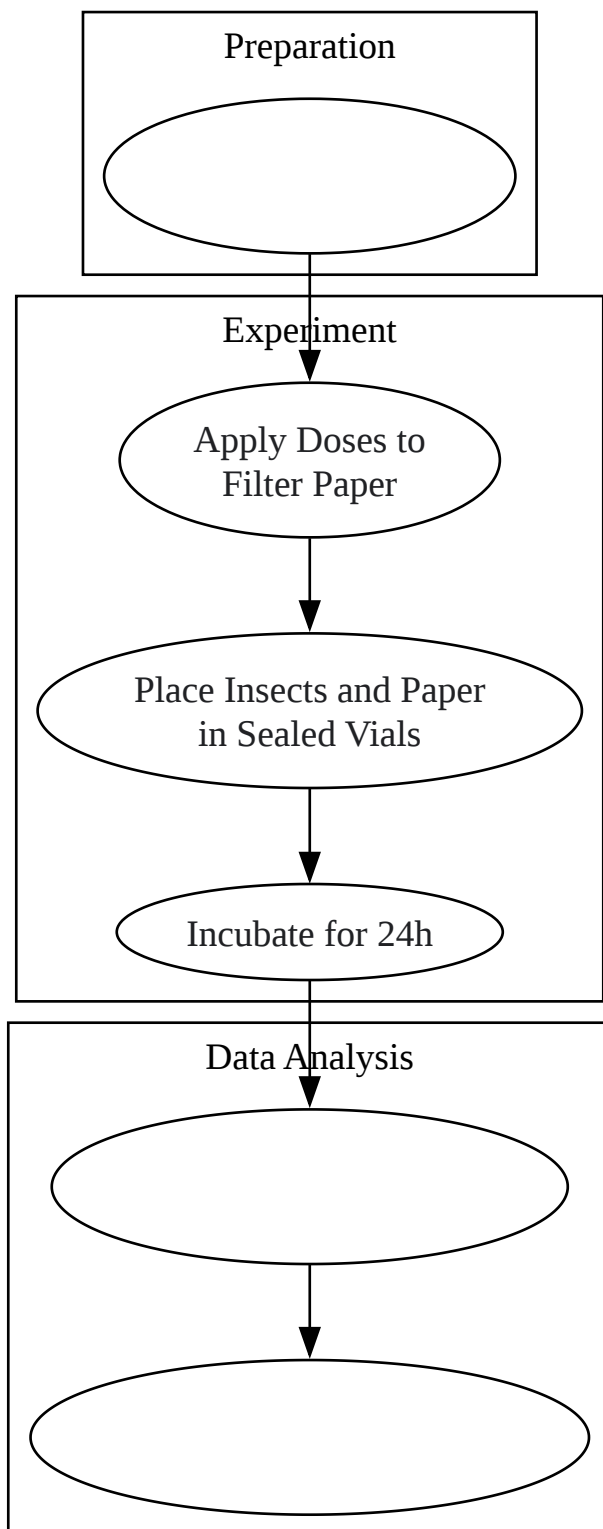 Preparation
Experiment
Apply Doses to
Filter Paper
Place Insects and Paper
in Sealed Vials
Incubate for 24h
Data Analysis